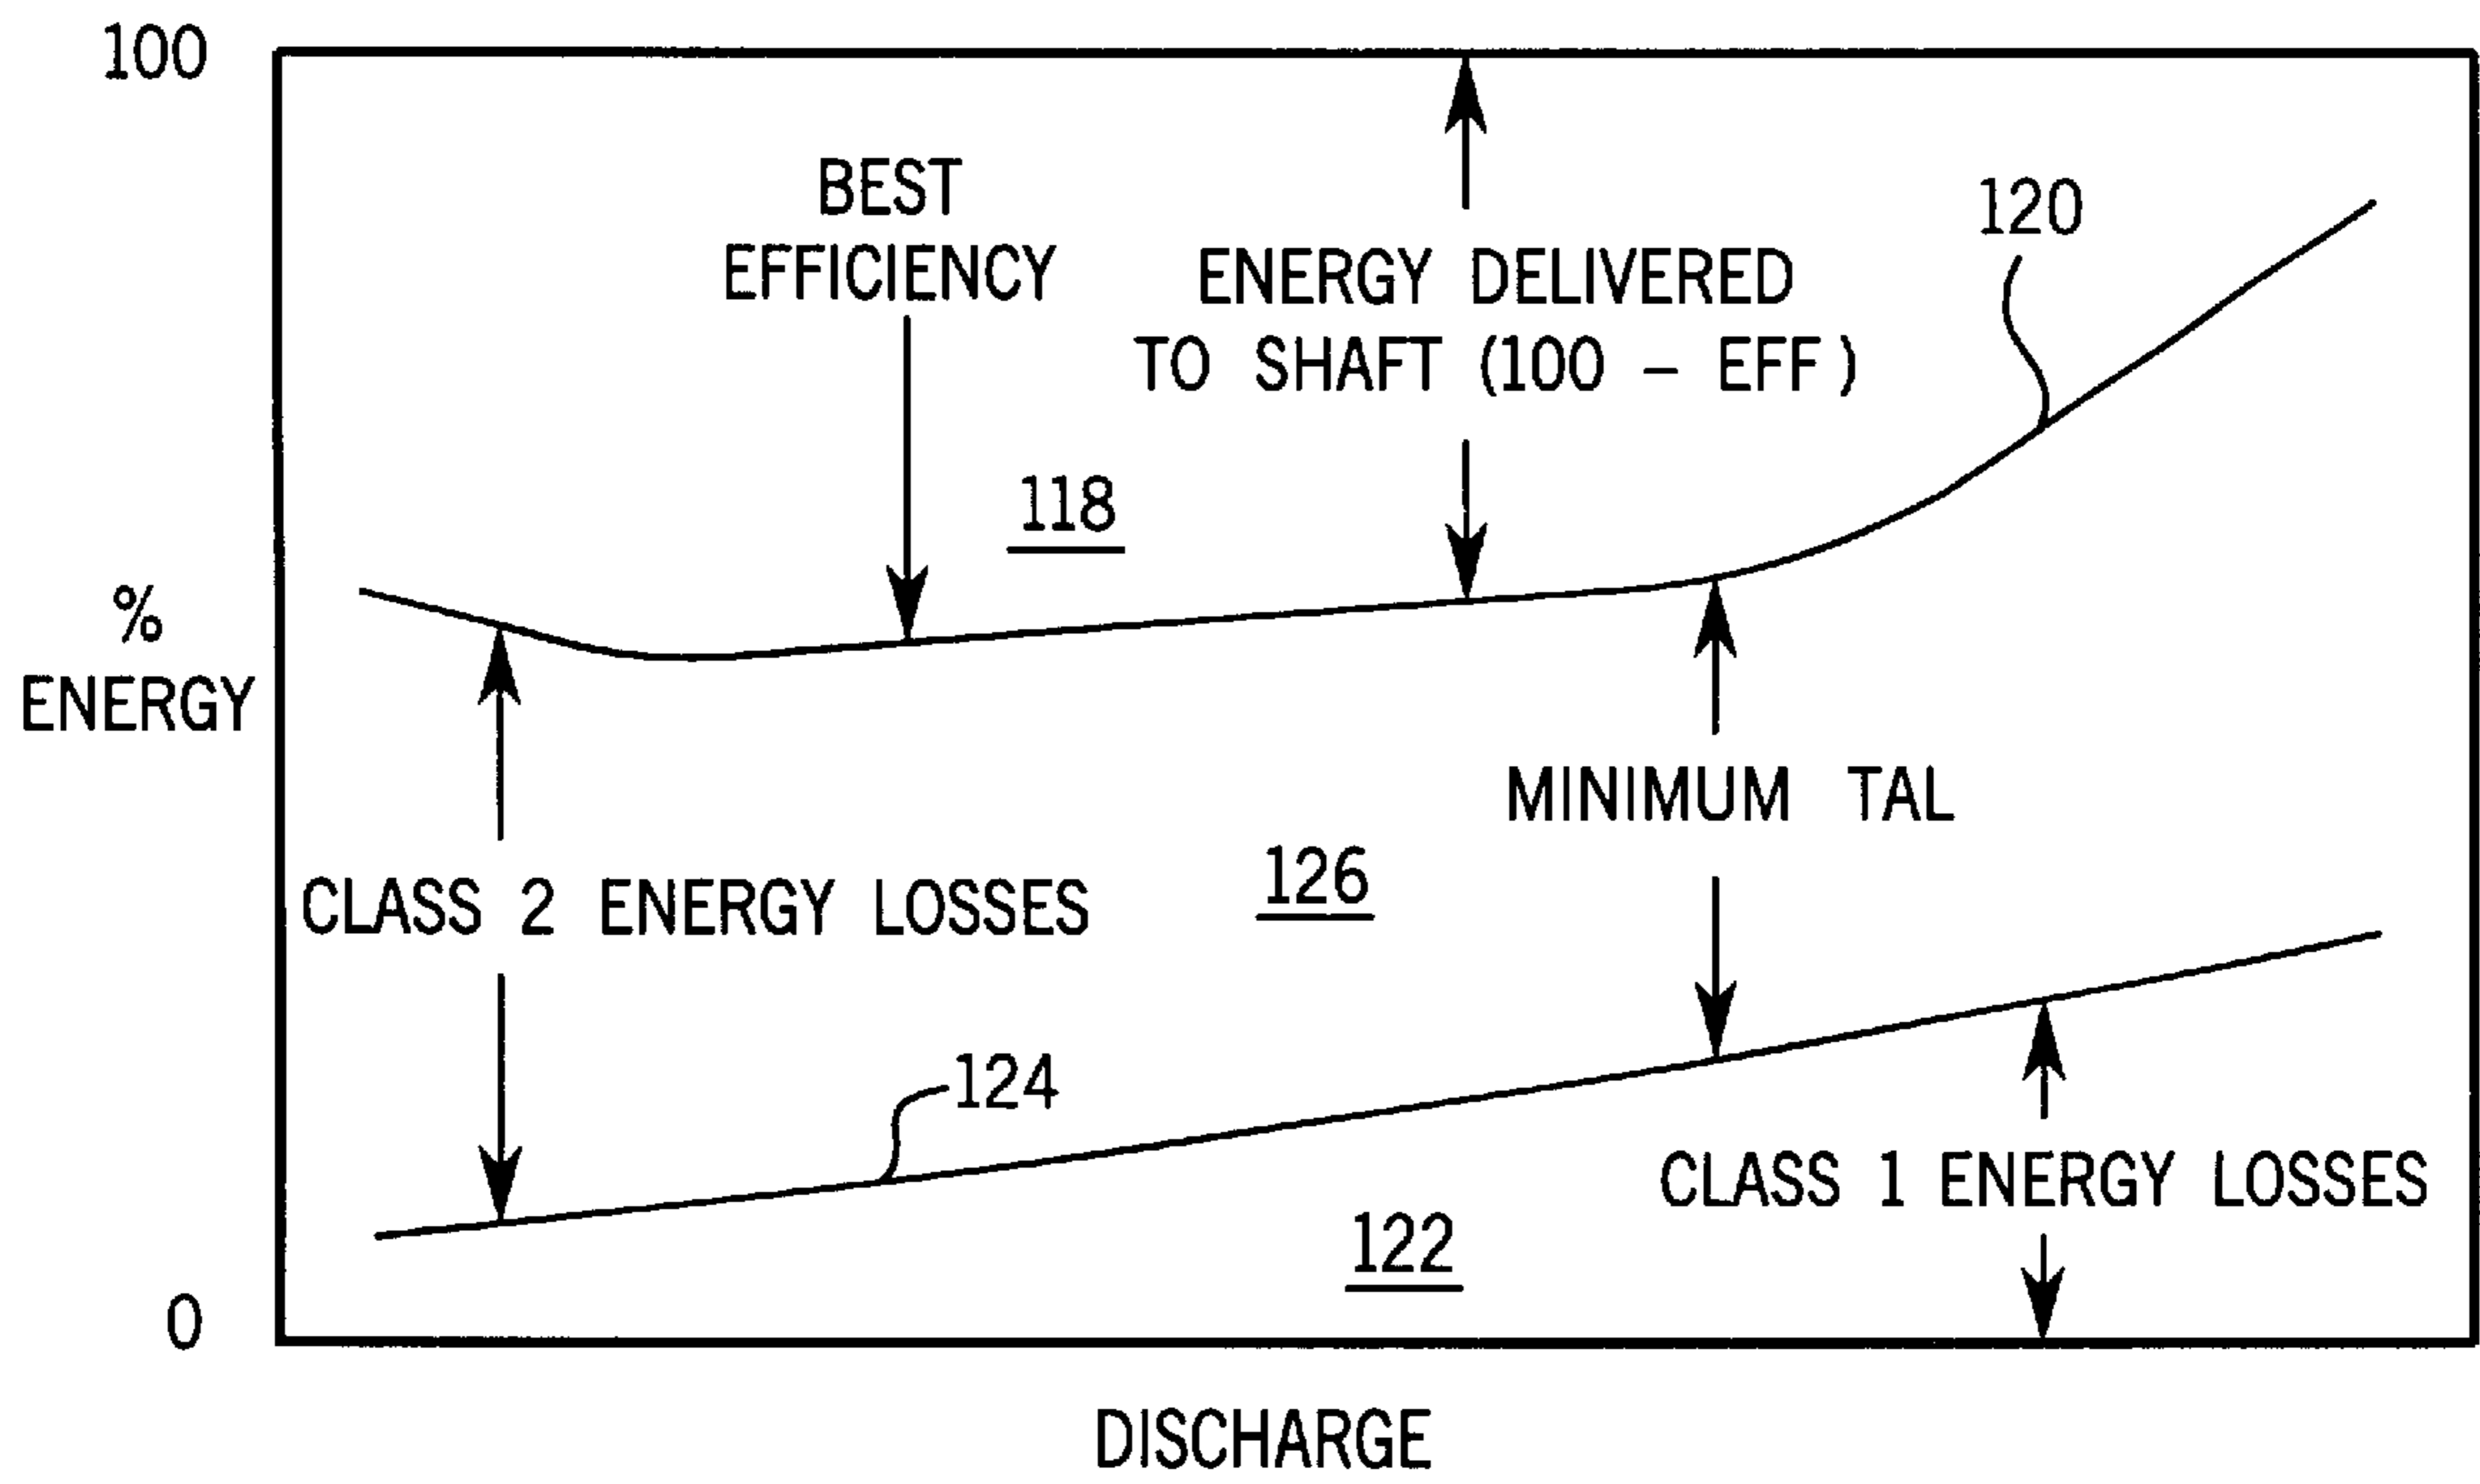 100
BEST
EFFICIENCY
ENERGY DELIVERED
TO SHAFT (100 – EFF)
120
118
%
ENERGY
MINIMUM TAL
126
CLASS 2 ENERGY LOSSES
124
CLASS 1 ENERGY LOSSES
122
0
DISCHARGE